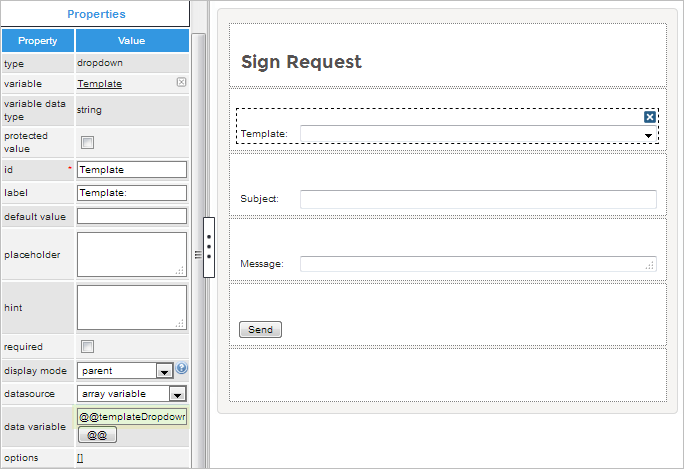 Properties
Property Value
type dropdown
variable Template
variable data type string
protected value
id * Template
label Template:
default value
placeholder
hint
required
display mode parent
datasource array variable
data variable @@templateDropdown
@@
options []
Sign Request
Template:
Subject:
Message:
Send